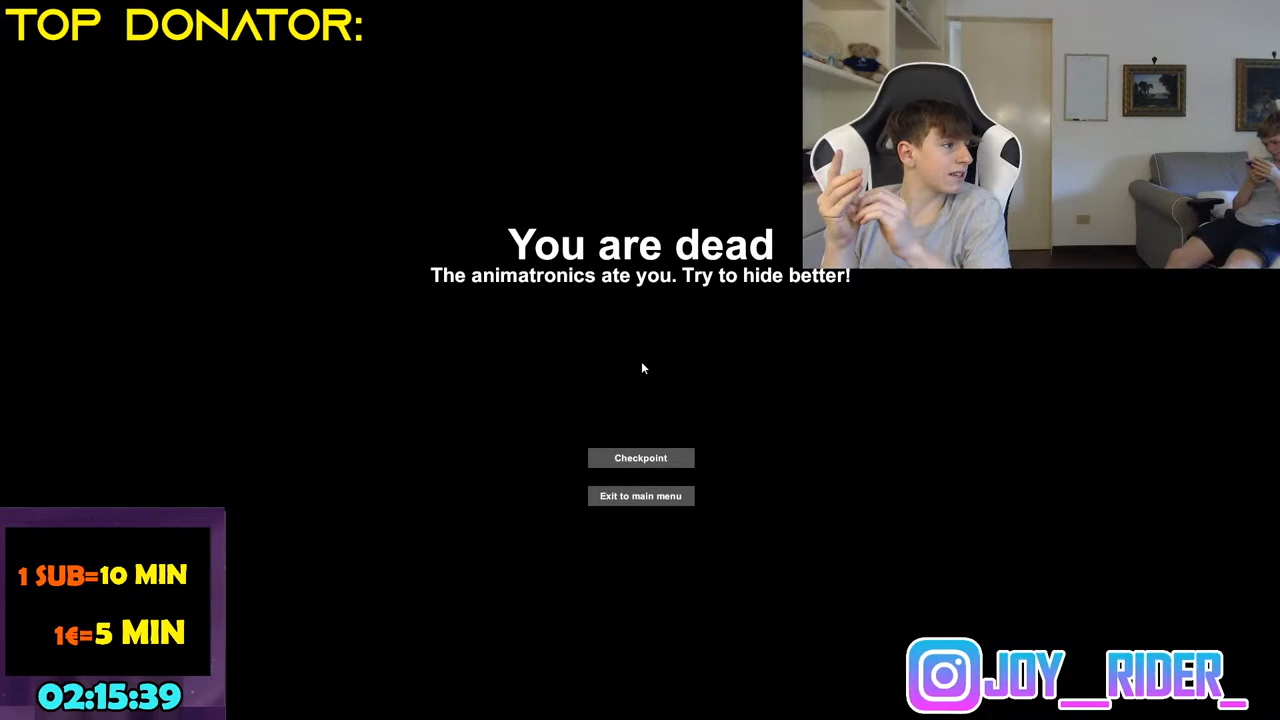 TOP DONATOR:
You are dead
The animatronics ate you. Try to hide better!
Checkpoint
Exit to main menu
1 SUB=10 MIN
1€=5 MIN
02:15:39
JOY__RIDER_